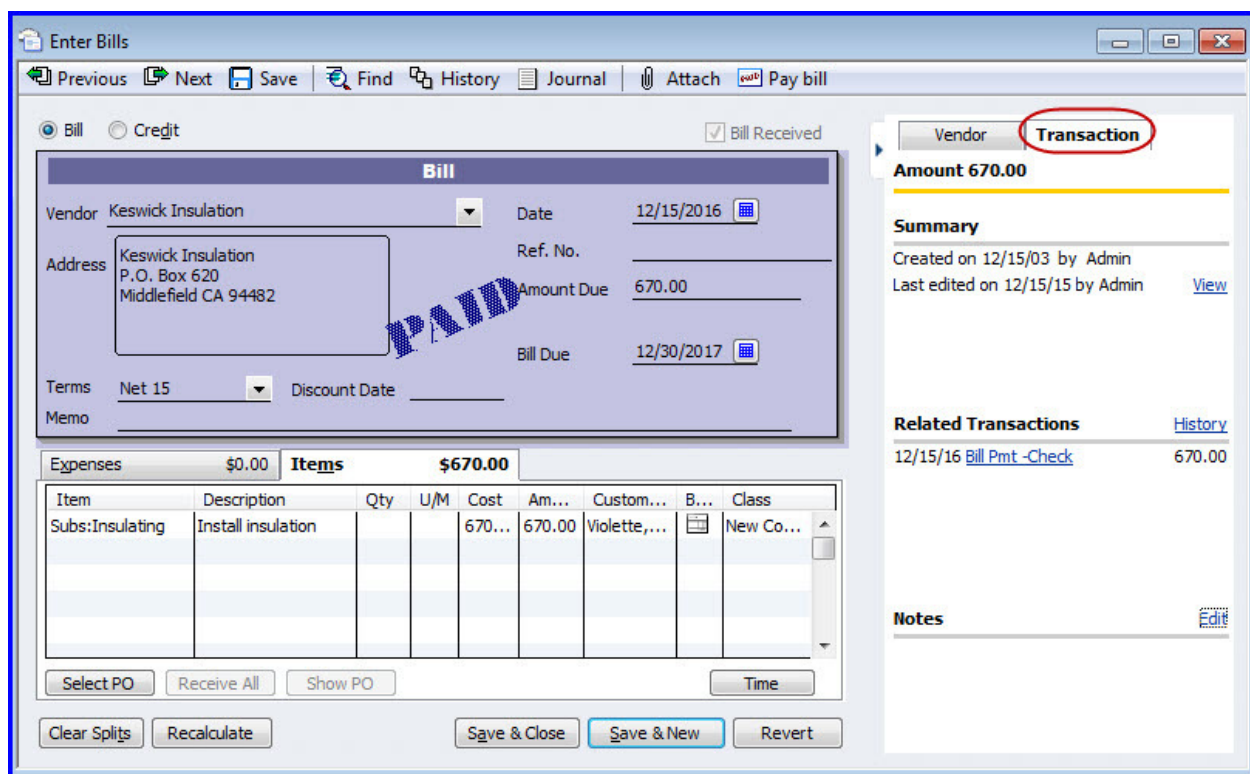 Enter Bills
Previous Next Save Find History Journal Attach Pay bill
Bill Credit Bill Received
Bill
Vendor Keswick Insulation Date 12/15/2016
Address Keswick Insulation Ref. No.
P.O. Box 620
Middlefield CA 94482 Amount Due 670.00
PAID
Bill Due 12/30/2017
Terms Net 15 Discount Date
Memo
Expenses $0.00 Items $670.00
Item Description Qty U/M Cost Am... Custom... B... Class
Subs:Insulating Install insulation 670... 670.00 Violette,... New Co...
Select PO Receive All Show PO Time
Clear Splits Recalculate Save & Close Save & New Revert
Vendor Transaction
Amount 670.00
Summary
Created on 12/15/03 by Admin
Last edited on 12/15/15 by Admin View
Related Transactions History
12/15/16 Bill Pmt -Check 670.00
Notes Edit